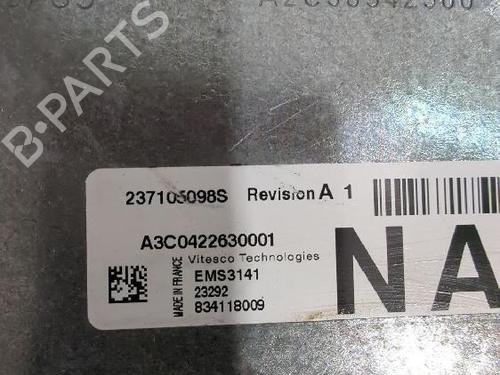 B-PARTS
237105098S Revision A 1
A3C0422630001
Vitesco Technologies
EMS3141
23292
834118009
MADE IN FRANCE
NA